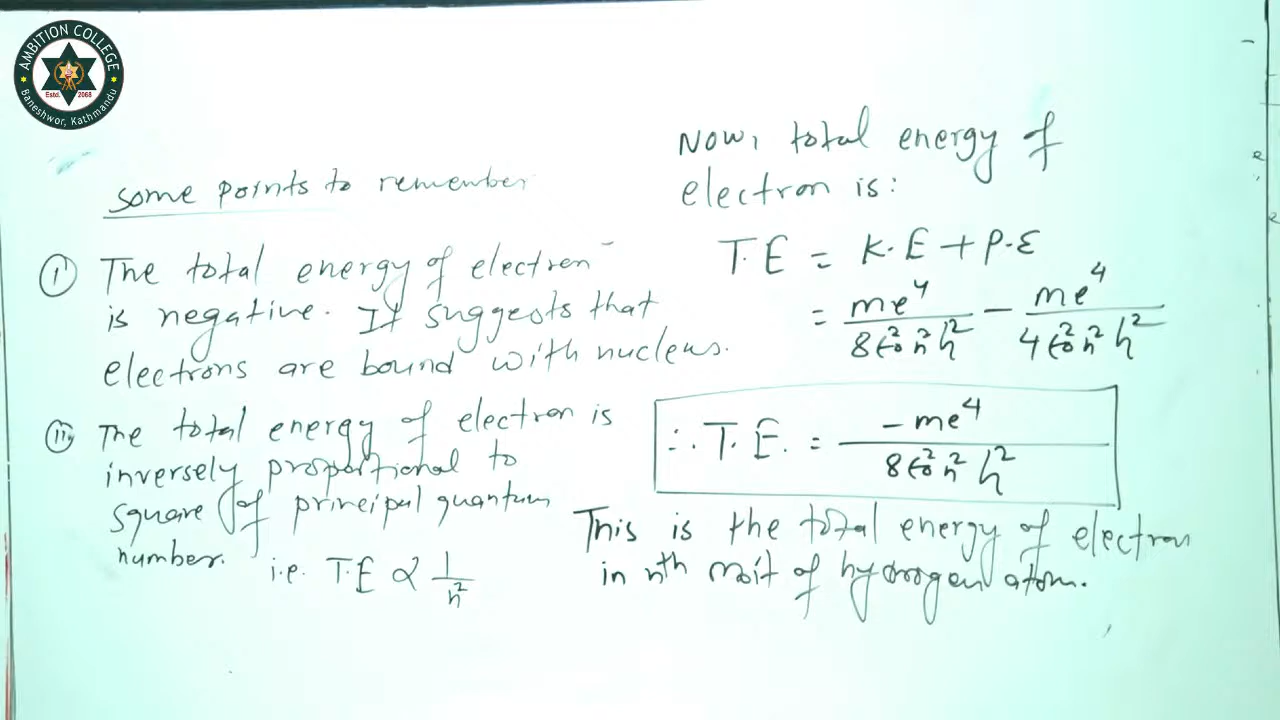 AMBITION COLLEGE
Estd. 2068
Baneshwor, Kathmandu
some points to remember
(i) The total energy of electron
is negative. It suggests that
electrons are bound with nucleus.
(ii) The total energy of electron is
inversely proportional to
square of principal quantum
number. i.e. T.E ∝ 1/n²
Now, total energy of
electron is:
T.E = K.E + P.E
= me⁴/8ϵ₀²n²h² − me⁴/4ϵ₀²n²h²
∴ T.E. = −me⁴/8ϵ₀²n²h²
This is the total energy of electron
in nth orbit of hydrogen atom.